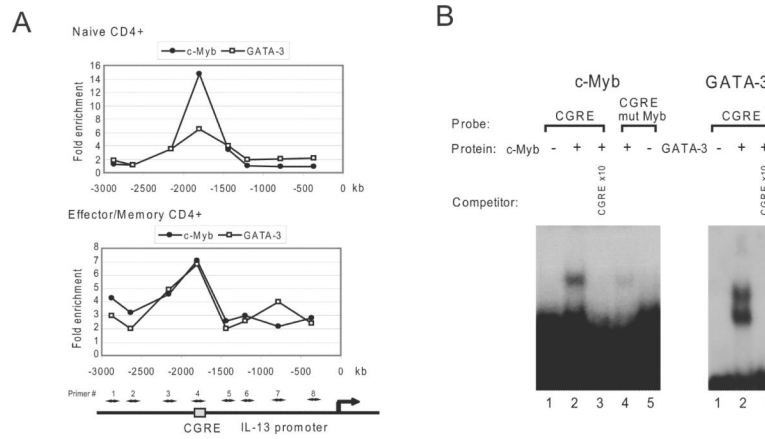 A
Naive CD4+
c-Myb GATA-3
Fold enrichment
16
14
12
10
8
6
4
2
0
-3000 -2500 -2000 -1500 -1000 -500 0 kb
Effector/Memory CD4+
c-Myb GATA-3
Fold enrichment
8
7
6
5
4
3
2
1
0
-3000 -2500 -2000 -1500 -1000 -500 0 kb
Primer # 1 2 3 4 5 6 7 8
CGRE IL-13 promoter
B
c-Myb GATA-3
Probe: CGRE CGRE mut Myb CGRE
Protein: c-Myb - + + + - GATA-3 - +
Competitor: CGRE x10 CGRE x10
1 2 3 4 5 1 2